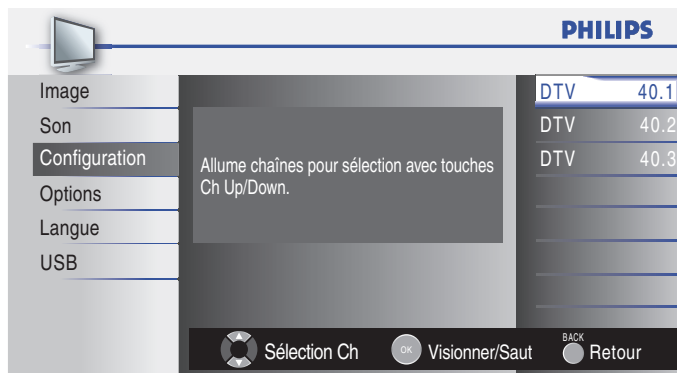 PHILIPS
Image
Son
Configuration
Options
Langue
USB
Allume chaînes pour sélection avec touches
Ch Up/Down.
DTV 40.1
DTV 40.2
DTV 40.3
Sélection Ch
OK
Visionner/Saut
BACK
Retour